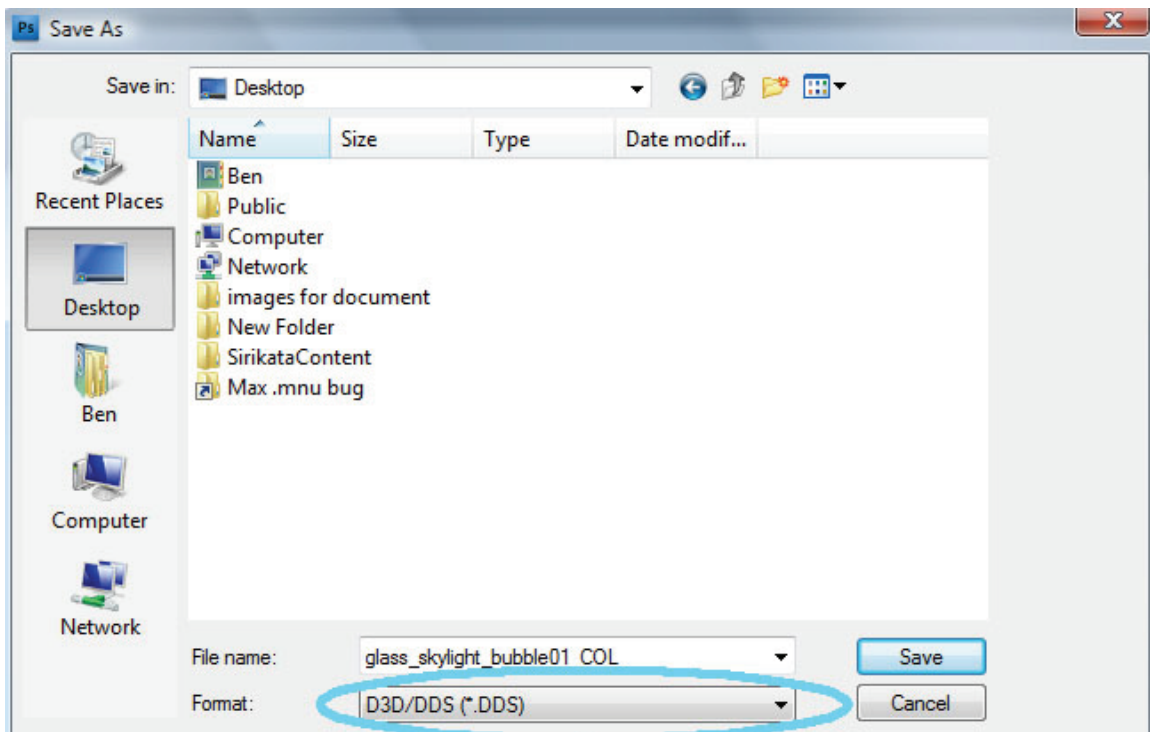 Ps Save As
Save in: Desktop
Name Size Type Date modif...
Ben
Public
Computer
Network
images for document
New Folder
SirikataContent
Max .mnu bug
Recent Places
Desktop
Ben
Computer
Network
File name: glass_skylight_bubble01_COL Save
Format: D3D/DDS (*.DDS) Cancel